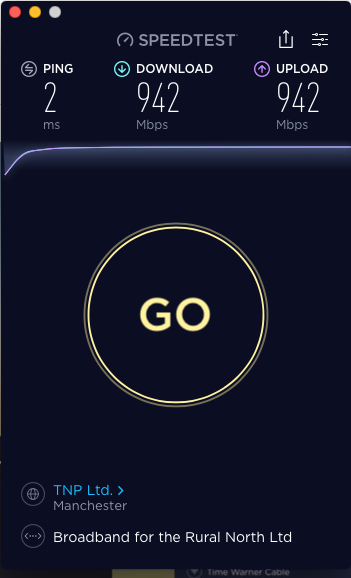 SPEEDTEST
PING DOWNLOAD UPLOAD
2 942 942
ms Mbps Mbps
GO
TNP Ltd. >
Manchester
Broadband for the Rural North Ltd
Time Warner Cable